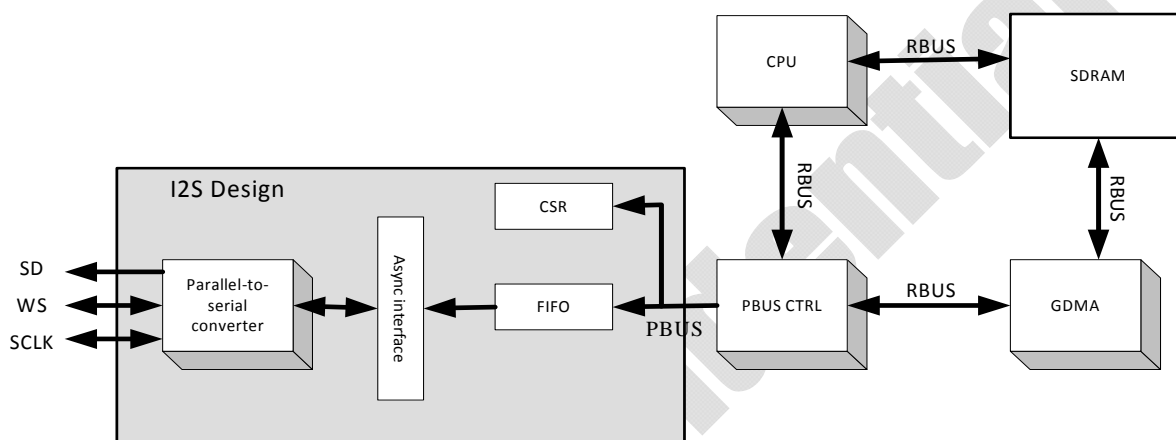 CPU
RBUS
SDRAM
RBUS
RBUS
I2S Design
CSR
Async interface
SD
WS
SCLK
Parallel-to-
serial
converter
FIFO
PBUS
PBUS CTRL
RBUS
GDMA